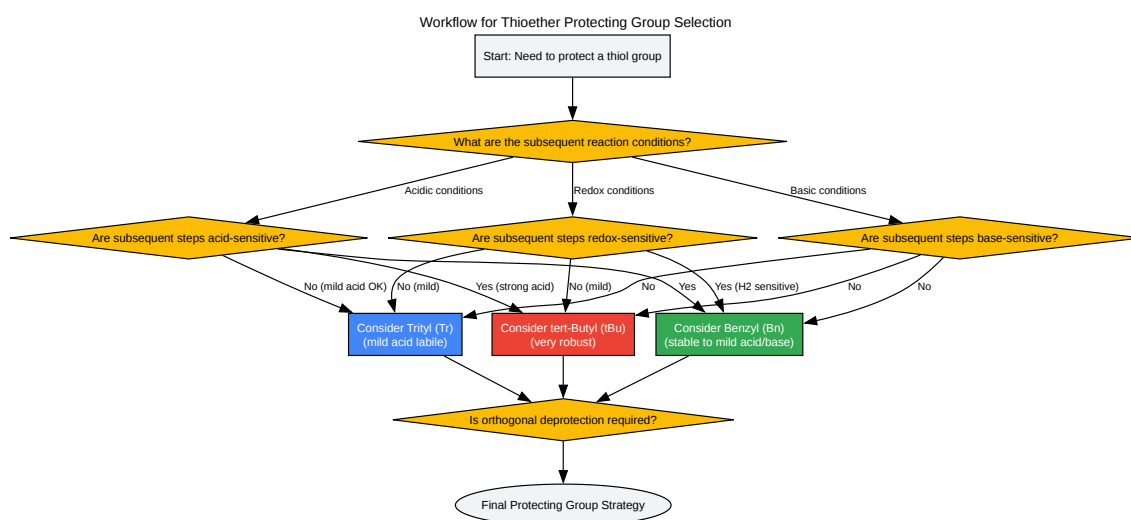 Workflow for Thioether Protecting Group Selection
Start: Need to protect a thiol group
What are the subsequent reaction conditions?
Acidic conditions
Redox conditions
Basic conditions
Are subsequent steps acid-sensitive?
Are subsequent steps redox-sensitive?
Are subsequent steps base-sensitive?
No (mild acid OK)
No (mild)
Yes (strong acid)
No (mild)
No
Yes
Yes (H2 sensitive)
No
No
Consider Trityl (Tr)
(mild acid labile)
Consider tert-Butyl (tBu)
(very robust)
Consider Benzyl (Bn)
(stable to mild acid/base)
Is orthogonal deprotection required?
Final Protecting Group Strategy